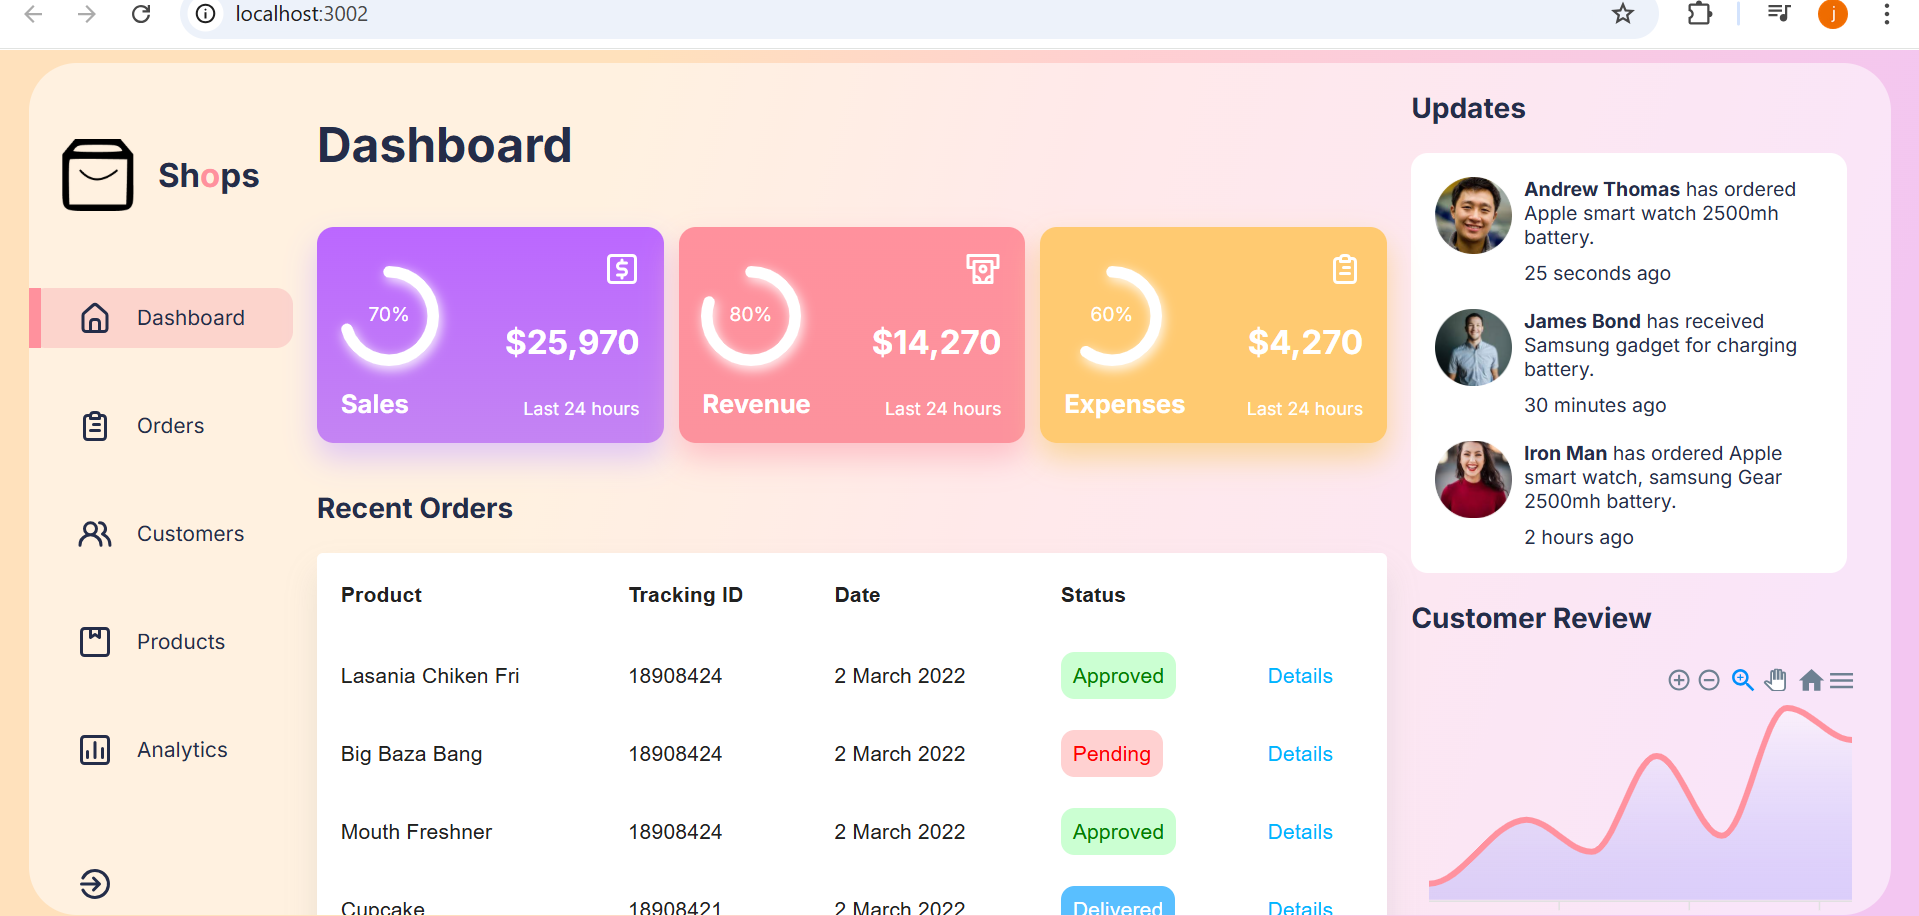 localhost:3002
j
Shops
Dashboard
Orders
Customers
Products
Analytics
Dashboard
70%
$25,970
Sales
Last 24 hours
80%
$14,270
Revenue
Last 24 hours
60%
$4,270
Expenses
Last 24 hours
Recent Orders
Product Tracking ID Date Status
Lasania Chiken Fri 18908424 2 March 2022 Approved Details
Big Baza Bang 18908424 2 March 2022 Pending Details
Mouth Freshner 18908424 2 March 2022 Approved Details
Cupcake 18908421 2 March 2022 Delivered Details
Updates
Andrew Thomas has ordered
Apple smart watch 2500mh
battery.
25 seconds ago
James Bond has received
Samsung gadget for charging
battery.
30 minutes ago
Iron Man has ordered Apple
smart watch, samsung Gear
2500mh battery.
2 hours ago
Customer Review